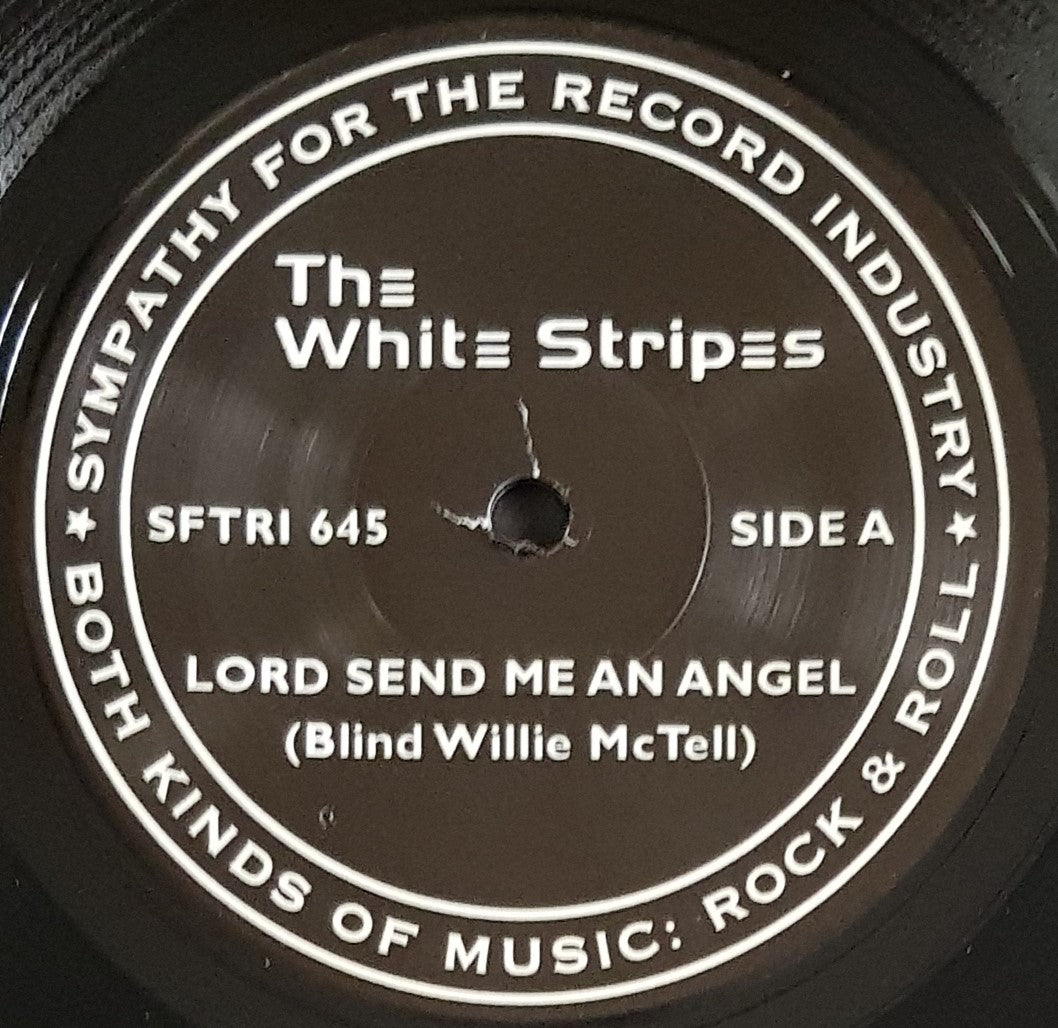 ★ SYMPATHY FOR THE RECORD INDUSTRY ★
The
White Stripes
SFTRI 645
SIDE A
LORD SEND ME AN ANGEL
(Blind Willie McTell)
BOTH KINDS OF MUSIC: ROCK & ROLL